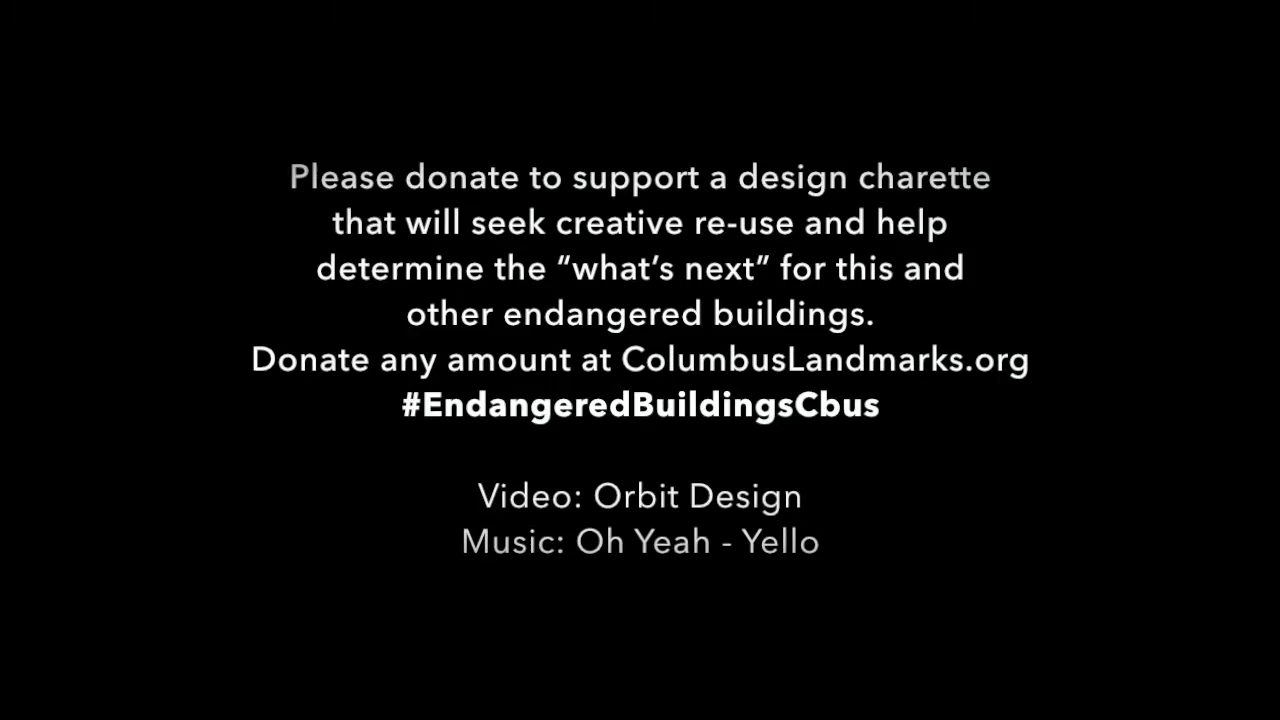 Please donate to support a design charette
that will seek creative re-use and help
determine the “what’s next” for this and
other endangered buildings.
Donate any amount at ColumbusLandmarks.org
#EndangeredBuildingsCbus
Video: Orbit Design
Music: Oh Yeah - Yello